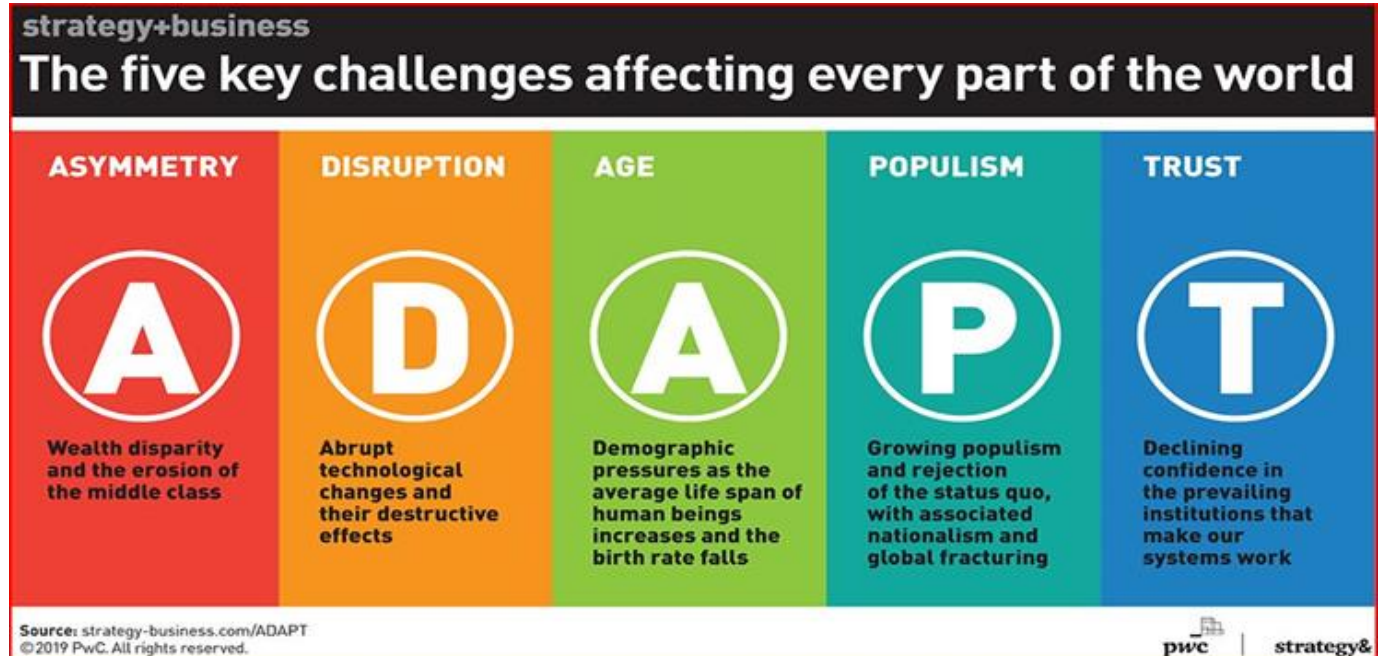 strategy+business
The five key challenges affecting every part of the world
ASYMMETRY
A
Wealth disparity
and the erosion of
the middle class
DISRUPTION
D
Abrupt
technological
changes and
their destructive
effects
AGE
A
Demographic
pressures as the
average life span of
human beings
increases and the
birth rate falls
POPULISM
P
Growing populism
and rejection
of the status quo,
with associated
nationalism and
global fracturing
TRUST
T
Declining
confidence in
the prevailing
institutions that
make our
systems work
Source: strategy-business.com/ADAPT
©2019 PwC. All rights reserved.
pwc
strategy&